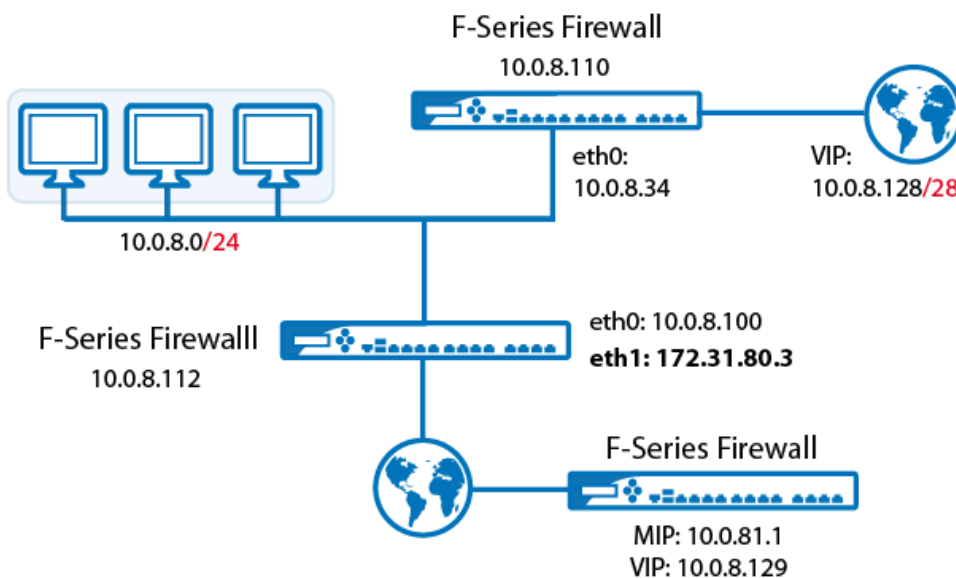 F-Series Firewall
10.0.8.110
eth0:
10.0.8.34
VIP:
10.0.8.128/28
10.0.8.0/24
F-Series Firewalll
10.0.8.112
eth0: 10.0.8.100
eth1: 172.31.80.3
F-Series Firewall
MIP: 10.0.81.1
VIP: 10.0.8.129